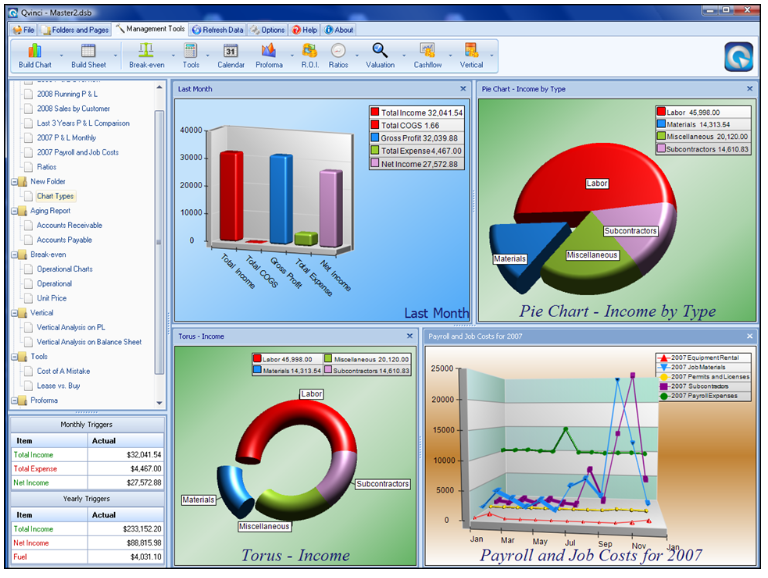 Qvinci - Master2.dsb
File
Folders and Pages
Management Tools
Refresh Data
Options
Help
About
Build Chart
Build Sheet
Break-even
Tools
Calendar
Proforma
R.O.I.
Ratios
Valuation
Cashflow
Vertical
31
2008 Running P & L
2008 Sales by Customer
Last 3 Years P & L Comparison
2007 P & L Monthly
2007 Payroll and Job Costs
Ratios
New Folder
Chart Types
Aging Report
Accounts Receivable
Accounts Payable
Break-even
Operational Charts
Operational
Unit Price
Vertical
Vertical Analysis on PL
Vertical Analysis on Balance Sheet
Tools
Cost of A Mistake
Lease vs. Buy
Proforma
Monthly Triggers
Item Actual
Total Income $32,041.54
Total Expense $4,467.00
Net Income $27,572.88
Yearly Triggers
Item Actual
Total Income $233,152.20
Net Income $88,815.98
Fuel $4,031.10
Last Month
Total Income 32,041.54
Total COGS 1.66
Gross Profit 32,039.88
Total Expense 4,467.00
Net Income 27,572.88
40000
30000
20000
10000
0
Total Income
Total COGS
Gross Profit
Total Expense
Net Income
Last Month
Pie Chart - Income by Type
Labor 45,998.00
Materials 14,313.54
Miscellaneous 20,120.00
Subcontractors 14,610.83
Labor
Subcontractors
Miscellaneous
Materials
Pie Chart - Income by Type
Torus - Income
Labor 45,998.00 Miscellaneous 20,120.00
Materials 14,313.54 Subcontractors 14,610.83
Labor
Subcontractors
Materials
Miscellaneous
Torus - Income
Payroll and Job Costs for 2007
2007 Equipment Rental
2007 Job Materials
2007 Permits and Licenses
2007 Subcontractors
2007 Payroll Expenses
25000
20000
15000
10000
5000
0
Jan
Mar
May
Jul
Sep
Nov
Jan
Payroll and Job Costs for 2007